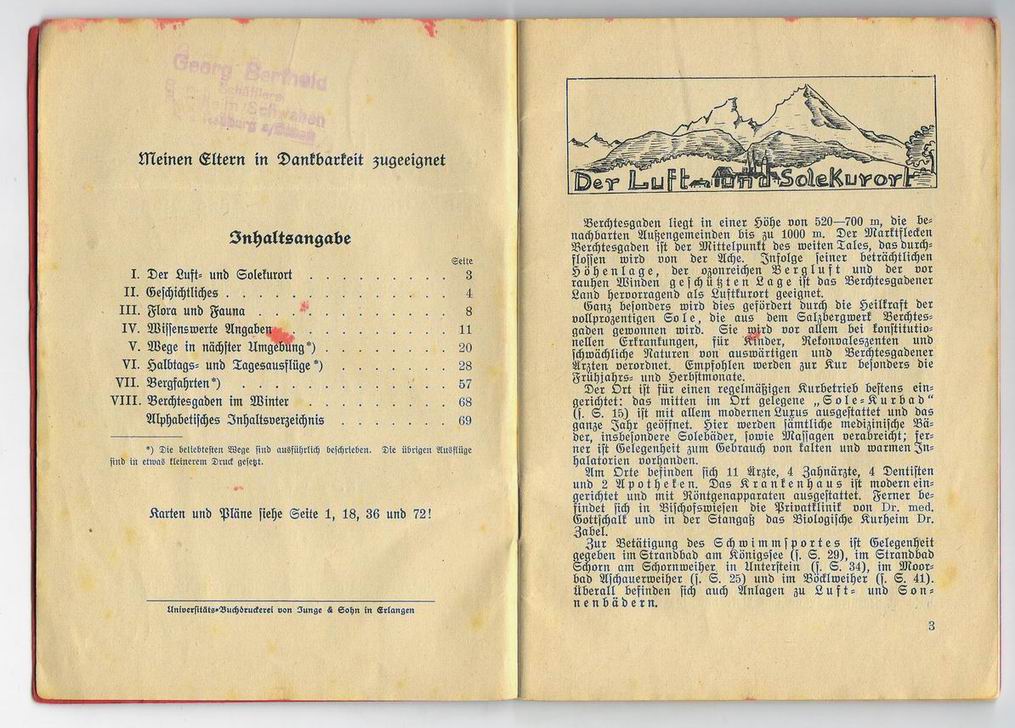 Georg Berthold
Meinen Eltern in Dankbarkeit zugeeignet
Inhaltsangabe
Seite
I. Der Luft- und Solekurort . . . . . . . . . 3
II. Geschichtliches . . . . . . . . . . . . . . 4
III. Flora und Fauna . . . . . . . . . . . . . 8
IV. Wissenswerte Angaben . . . . . . . . . . . 11
V. Wege in nächster Umgebung*) . . . . . . . . 20
VI. Halbtags- und Tagesausflüge*) . . . . . . . 28
VII. Bergfahrten*) . . . . . . . . . . . . . . 57
VIII. Berchtesgaden im Winter . . . . . . . . . 68
Alphabetisches Inhaltsverzeichnis . . . . . . . 69
*) Die beliebtesten Wege sind ausführlich beschrieben. Die übrigen Ausflüge
sind in etwas kleinerem Druck gesetzt.
Karten und Pläne siehe Seite 1, 18, 36 und 72!
Universitäts-Buchdruckerei von Junge & Sohn in Erlangen
Der Luft- und Solekurort
Berchtesgaden liegt in einer Höhe von 520—700 m, die be-
nachbarten Außengemeinden bis zu 1000 m. Der Marktflecken
Berchtesgaden ist der Mittelpunkt des weiten Tales, das durch-
flossen wird von der Ache. Infolge seiner beträchtlichen
Höhenlage, der ozonreichen Bergluft und der vor
rauhen Winden geschützten Lage ist das Berchtesgadener
Land hervorragend als Luftkurort geeignet.
Ganz besonders wird dies gefördert durch die Heilkraft der
vollprozentigen Sole, die aus dem Salzbergwerk Berchtes-
gaden gewonnen wird. Sie wird vor allem bei konstitutio-
nellen Erkrankungen, für Kinder, Rekonvaleszenten und
schwächliche Naturen von auswärtigen und Berchtesgadener
Ärzten verordnet. Empfohlen werden zur Kur besonders die
Frühjahrs- und Herbstmonate.
Der Ort ist für einen regelmäßigen Kurbetrieb bestens ein-
gerichtet: das mitten im Ort gelegene „Sole-Kurbad"
(s. S. 15) ist mit allem modernen Luxus ausgestattet und das
ganze Jahr geöffnet. Hier werden sämtliche medizinische Bä-
der, insbesondere Solebäder, sowie Massagen verabreicht; fer-
ner ist Gelegenheit zum Gebrauch von kalten und warmen In-
halatorien vorhanden.
Am Orte befinden sich 11 Ärzte, 4 Zahnärzte, 4 Dentisten
und 2 Apotheken. Das Krankenhaus ist modern ein-
gerichtet und mit Röntgenapparaten ausgestattet. Ferner be-
findet sich in Bischofswiesen die Privatklinik von Dr. med.
Gottschalk und in der Stangaß das Biologische Kurheim Dr.
Zabel.
Zur Betätigung des Schwimmsportes ist Gelegenheit
gegeben im Strandbad am Königssee (s. S. 29), im Strandbad
Schorn am Schornweiher in Unterstein (s. S. 34), im Moor-
bad Aschauerweiher (s. S. 25) und im Böcklweiher (s. S. 41).
Überall befinden sich auch Anlagen zu Luft- und Son-
nenbädern.
3